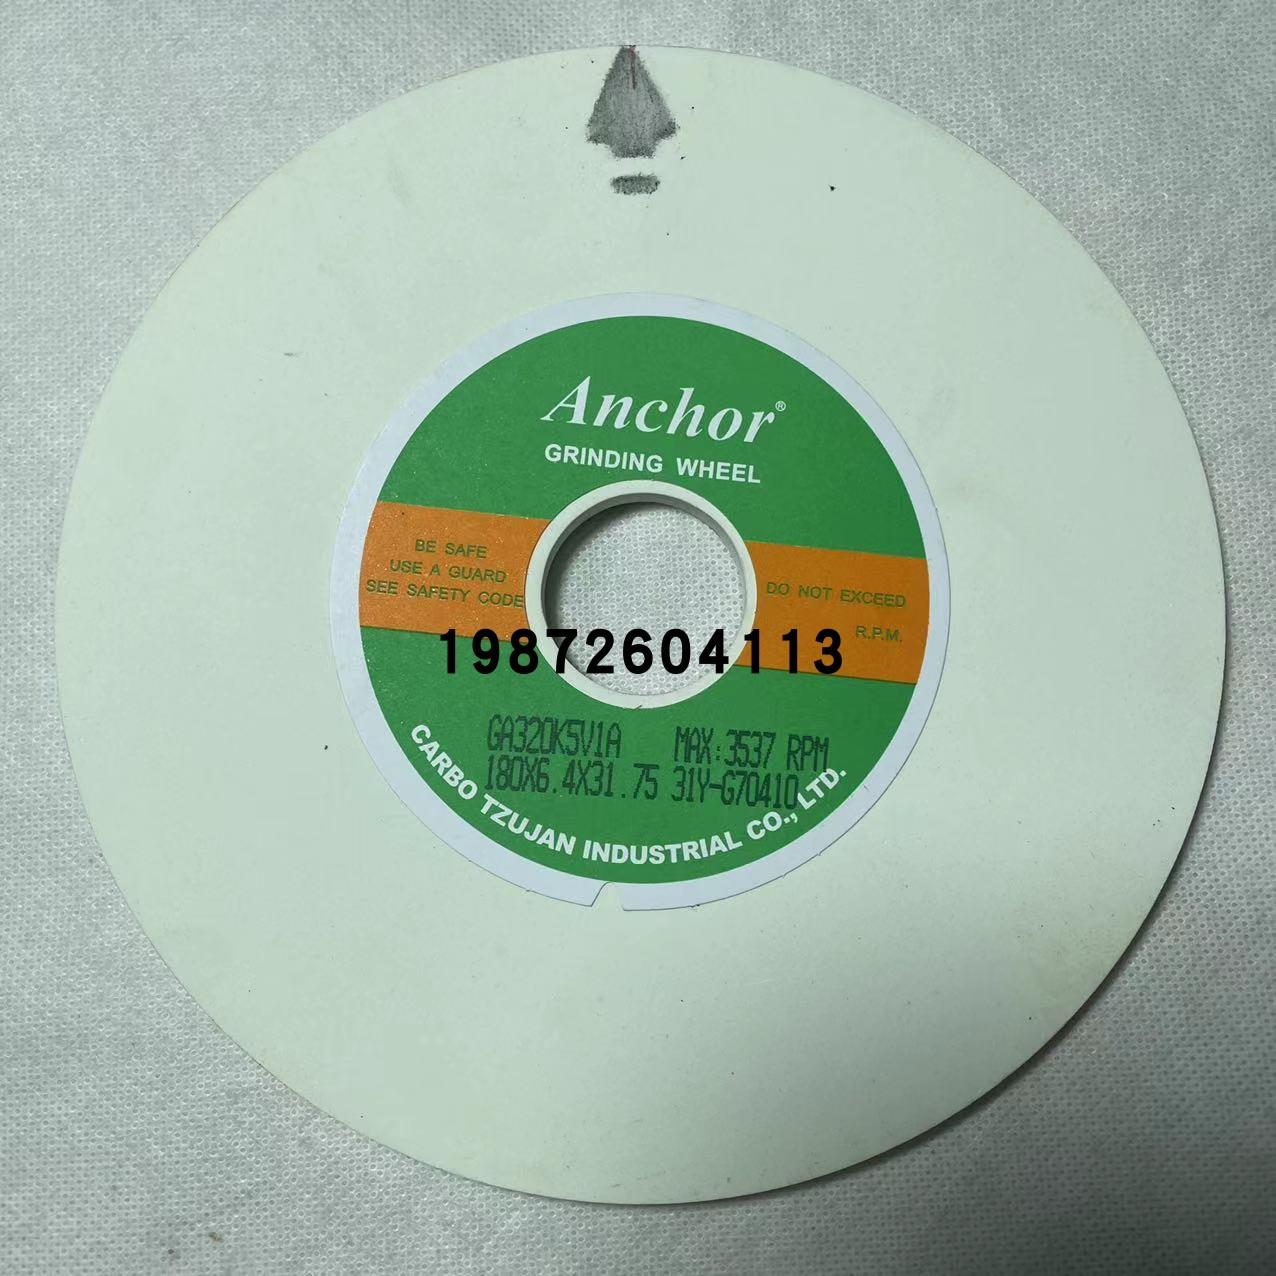 Anchor®
GRINDING WHEEL
BE SAFE
USE A GUARD
SEE SAFETY CODE
DO NOT EXCEED
R.P.M.
19872604113
GA320K5V1A MAX:3537 RPM
180X6.4X31.75 31Y-G70410
CARBO TZUJAN INDUSTRIAL CO., LTD.